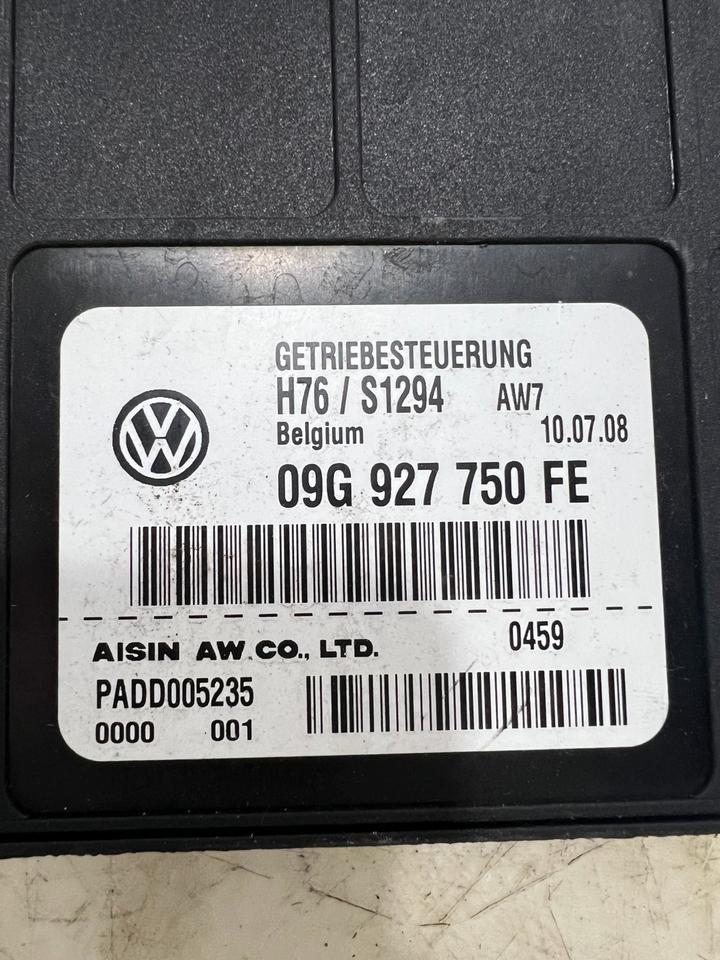 GETRIEBESTEUERUNG
H76 / S1294 AW7
Belgium 10.07.08
09G 927 750 FE
AISIN AW CO., LTD. 0459
PADD005235
0000 001